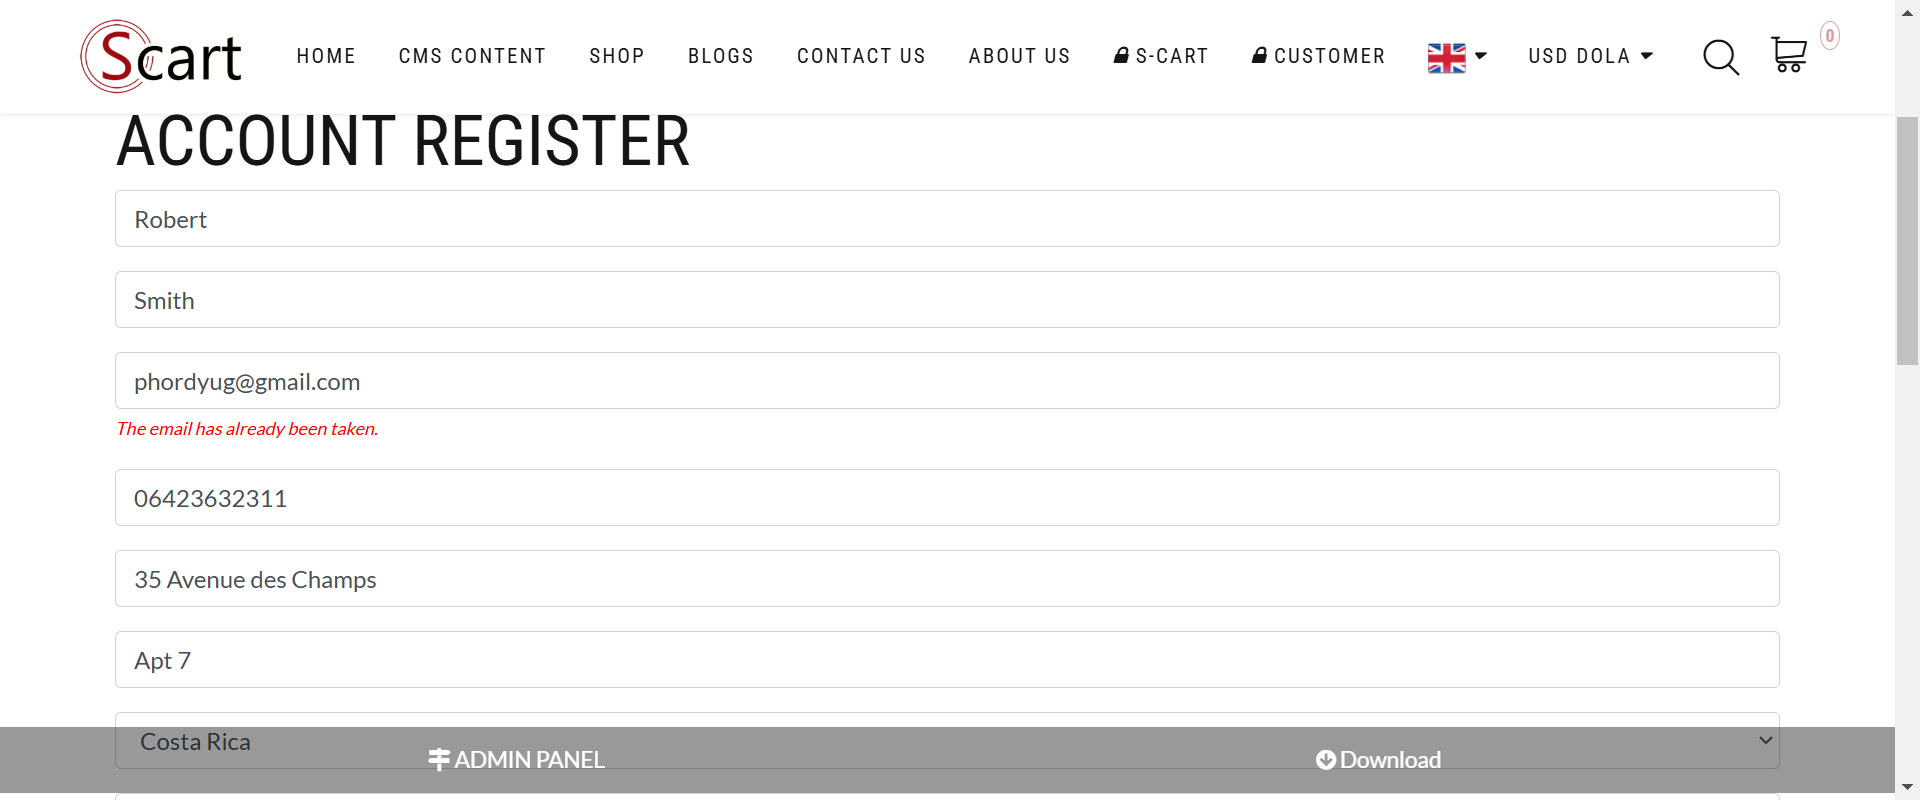 Scart
HOME CMS CONTENT SHOP BLOGS CONTACT US ABOUT US S-CART CUSTOMER USD DOLA 0
ACCOUNT REGISTER
Robert
Smith
phordyug@gmail.com
The email has already been taken.
06423632311
35 Avenue des Champs
Apt 7
Costa Rica
ADMIN PANEL Download